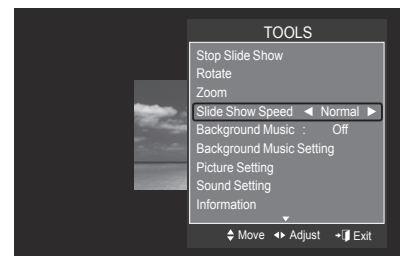 TOOLS
Stop Slide Show
Rotate
Zoom
Slide Show Speed ◀ Normal ▶
Background Music : Off
Background Music Setting
Picture Setting
Sound Setting
Information
Move Adjust Exit